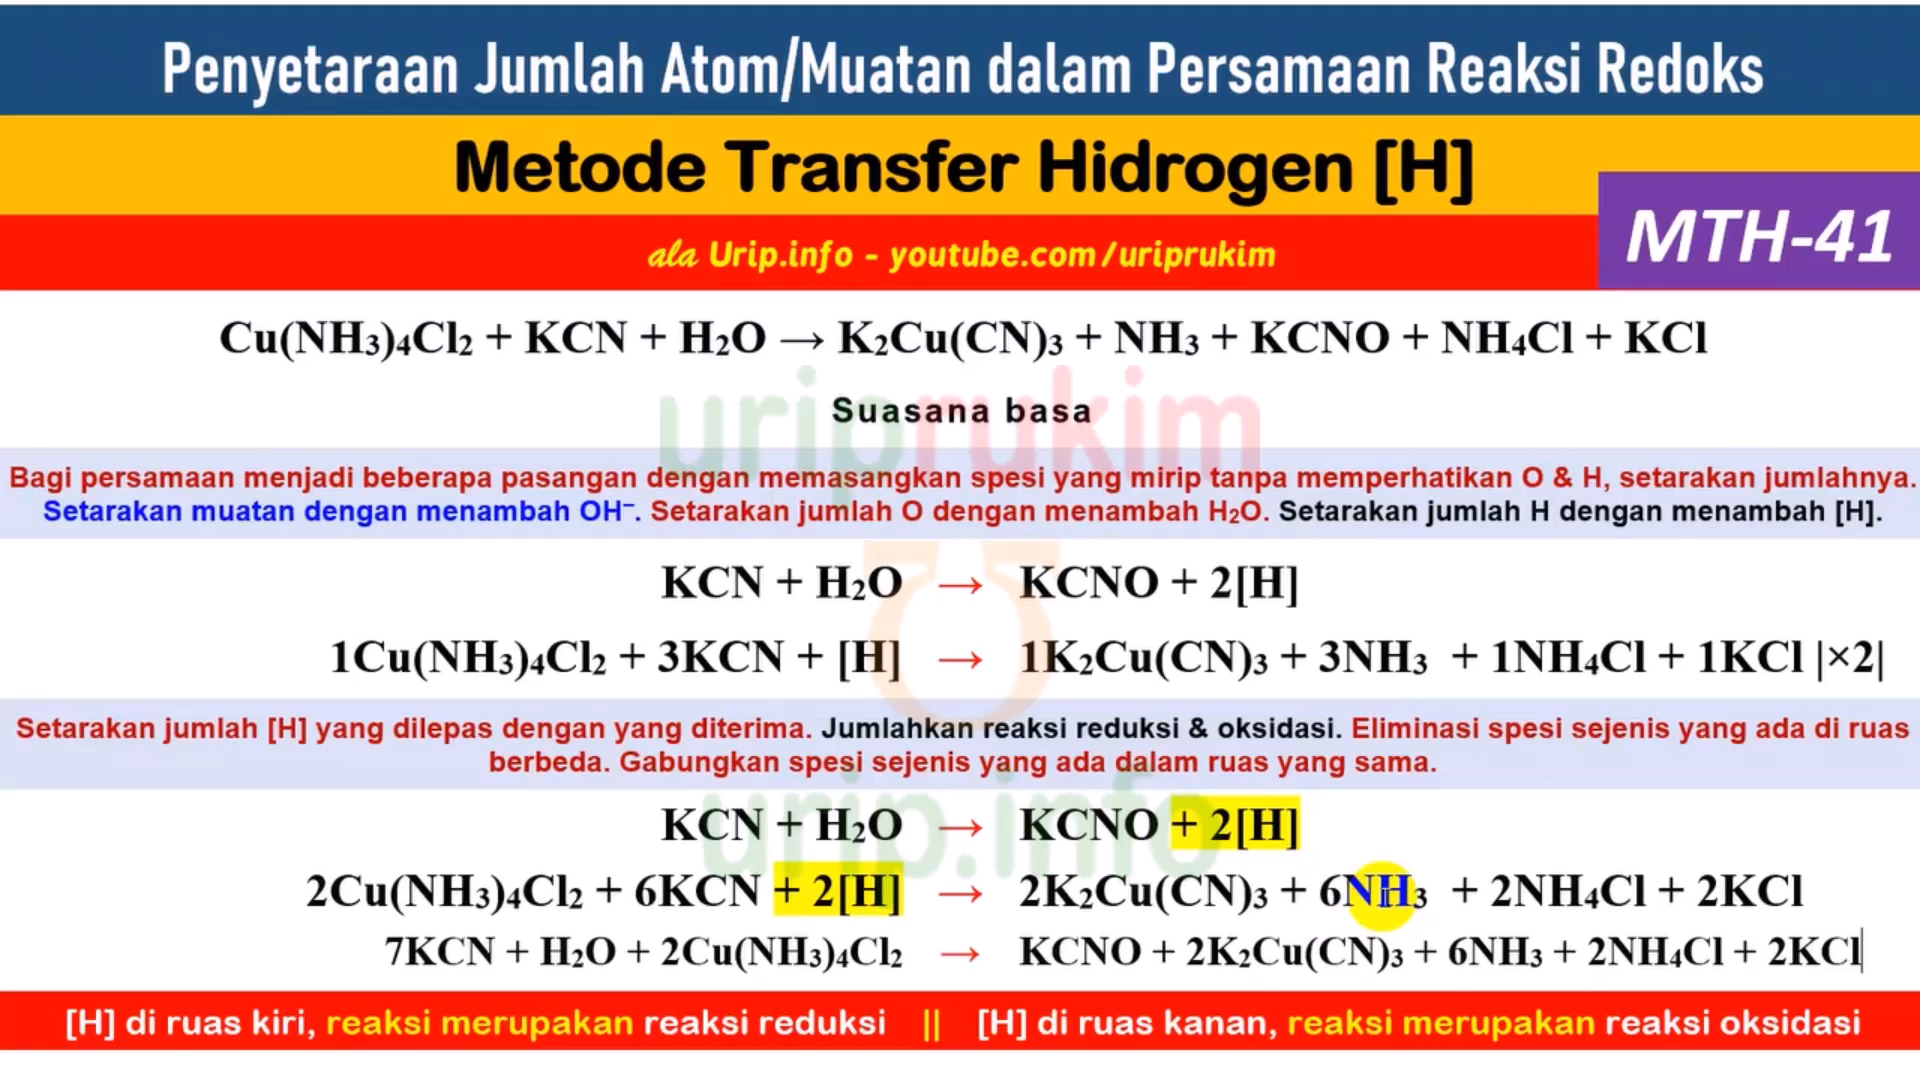 Penyetaraan Jumlah Atom/Muatan dalam Persamaan Reaksi Redoks
Metode Transfer Hidrogen [H]
MTH-41
ala Urip.info - youtube.com/uriprukim
Cu(NH₃)₄Cl₂ + KCN + H₂O → K₂Cu(CN)₃ + NH₃ + KCNO + NH₄Cl + KCl
uriprukim
Suasana basa
Bagi persamaan menjadi beberapa pasangan dengan memasangkan spesi yang mirip tanpa memperhatikan O & H, setarakan jumlahnya.
Setarakan muatan dengan menambah OH⁻. Setarakan jumlah O dengan menambah H₂O. Setarakan jumlah H dengan menambah [H].
KCN + H₂O → KCNO + 2[H]
1Cu(NH₃)₄Cl₂ + 3KCN + [H] → 1K₂Cu(CN)₃ + 3NH₃ + 1NH₄Cl + 1KCl |×2|
Setarakan jumlah [H] yang dilepas dengan yang diterima. Jumlahkan reaksi reduksi & oksidasi. Eliminasi spesi sejenis yang ada di ruas
berbeda. Gabungkan spesi sejenis yang ada dalam ruas yang sama.
urip.info
KCN + H₂O → KCNO + 2[H]
2Cu(NH₃)₄Cl₂ + 6KCN + 2[H] → 2K₂Cu(CN)₃ + 6NH₃ + 2NH₄Cl + 2KCl
7KCN + H₂O + 2Cu(NH₃)₄Cl₂ → KCNO + 2K₂Cu(CN)₃ + 6NH₃ + 2NH₄Cl + 2KCl
[H] di ruas kiri, reaksi merupakan reaksi reduksi || [H] di ruas kanan, reaksi merupakan reaksi oksidasi